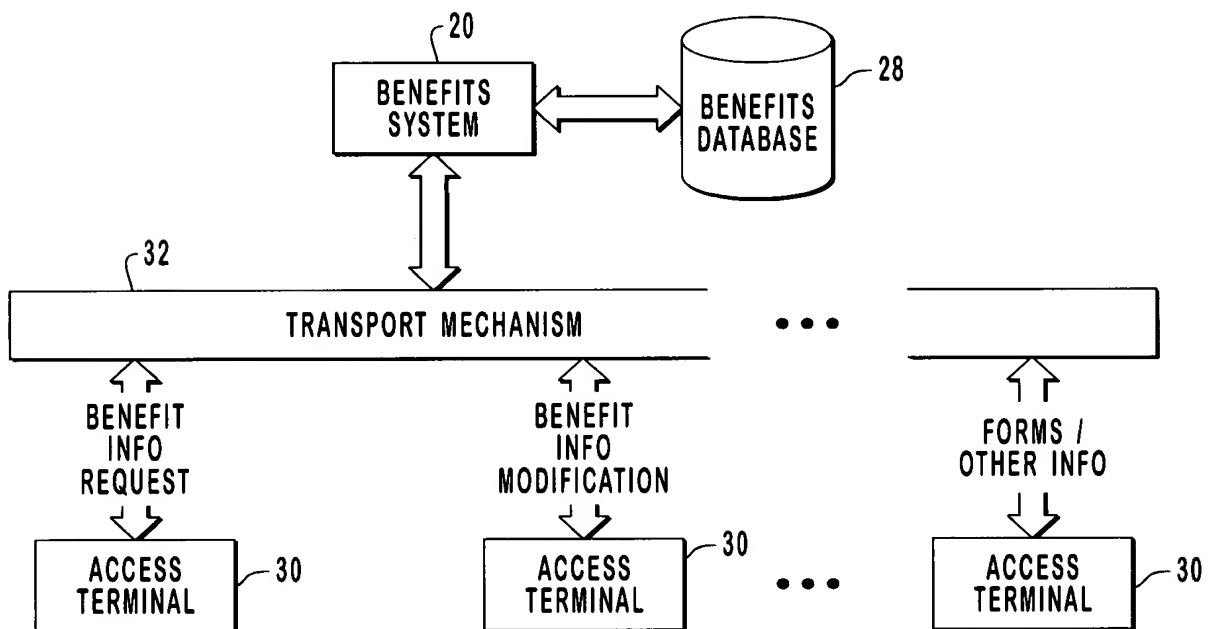 20
BENEFITS
SYSTEM
28
BENEFITS
DATABASE
32
TRANSPORT MECHANISM
BENEFIT
INFO
REQUEST
BENEFIT
INFO
MODIFICATION
FORMS /
OTHER INFO
ACCESS
TERMINAL
30
ACCESS
TERMINAL
30
ACCESS
TERMINAL
30